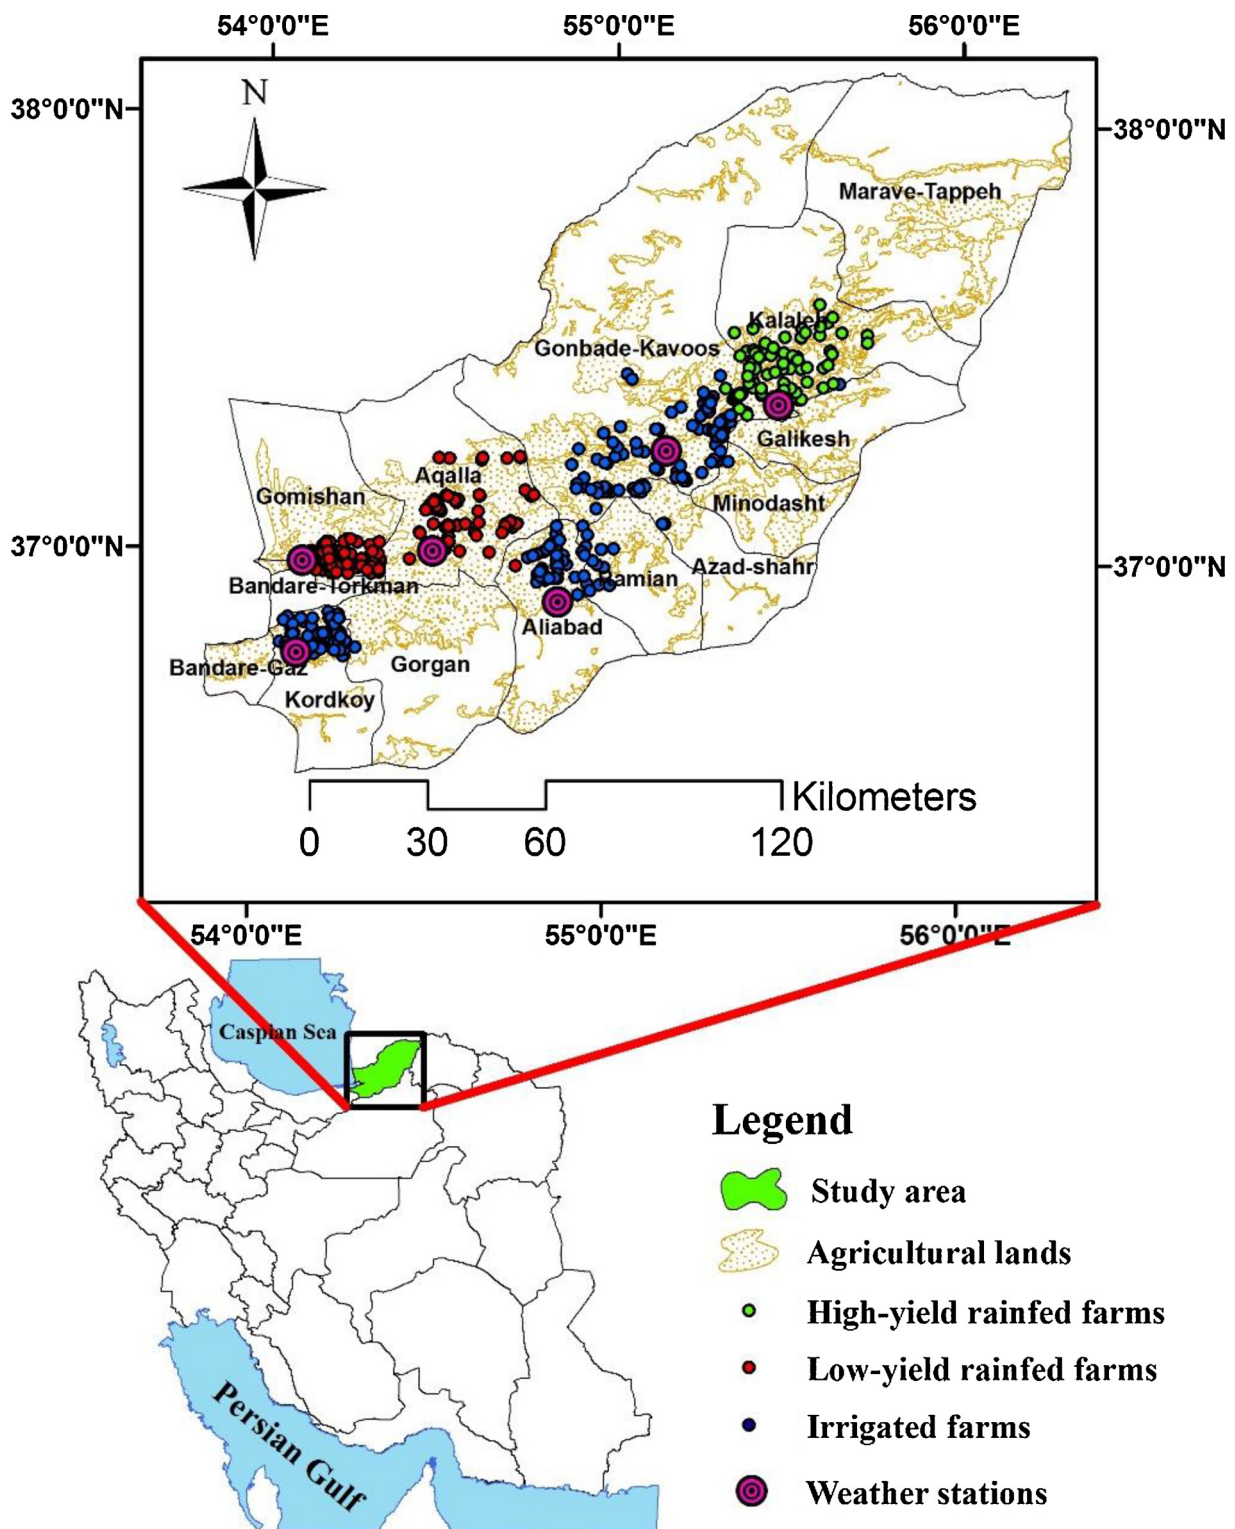 54°0'0"E 55°0'0"E 56°0'0"E
N
38°0'0"N
38°0'0"N
Marave-Tappeh
Kalaleh
Gonbade-Kavoos
Galikesh
Aqalla
Gomishan
Minodasht
37°0'0"N
37°0'0"N
Azad-shahr
Ramian
Bandare-Torkman
Aliabad
Gorgan
Bandare-Gaz
Kordkoy
Kilometers
0 30 60 120
54°0'0"E 55°0'0"E 56°0'0"E
Caspian Sea
Legend
Study area
Agricultural lands
High-yield rainfed farms
Low-yield rainfed farms
Irrigated farms
Weather stations
Persian Gulf